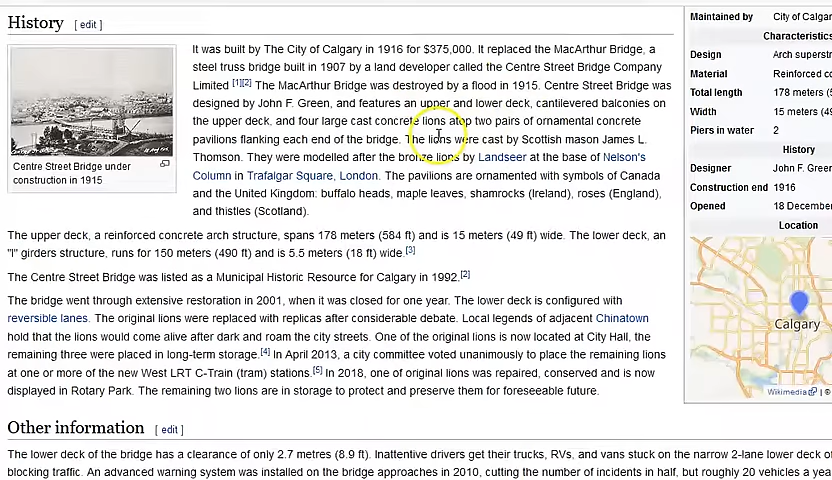 History [ edit ]
It was built by The City of Calgary in 1916 for $375,000. It replaced the MacArthur Bridge, a
steel truss bridge built in 1907 by a land developer called the Centre Street Bridge Company
Limited [1][2] The MacArthur Bridge was destroyed by a flood in 1915. Centre Street Bridge was
designed by John F. Green, and features an upper and lower deck, cantilevered balconies on
the upper deck, and four large cast concrete lions atop two pairs of ornamental concrete
pavilions flanking each end of the bridge. The lions were cast by Scottish mason James L.
Thomson. They were modelled after the bronze lions by Landseer at the base of Nelson's
Column in Trafalgar Square, London. The pavilions are ornamented with symbols of Canada
and the United Kingdom: buffalo heads, maple leaves, shamrocks (Ireland), roses (England),
and thistles (Scotland).
Centre Street Bridge under
construction in 1915
The upper deck, a reinforced concrete arch structure, spans 178 meters (584 ft) and is 15 meters (49 ft) wide. The lower deck, an
"I" girders structure, runs for 150 meters (490 ft) and is 5.5 meters (18 ft) wide.[3]
The Centre Street Bridge was listed as a Municipal Historic Resource for Calgary in 1992.[2]
The bridge went through extensive restoration in 2001, when it was closed for one year. The lower deck is configured with
reversible lanes. The original lions were replaced with replicas after considerable debate. Local legends of adjacent Chinatown
hold that the lions would come alive after dark and roam the city streets. One of the original lions is now located at City Hall, the
remaining three were placed in long-term storage.[4] In April 2013, a city committee voted unanimously to place the remaining lions
at one or more of the new West LRT C-Train (tram) stations.[5] In 2018, one of original lions was repaired, conserved and is now
displayed in Rotary Park. The remaining two lions are in storage to protect and preserve them for foreseeable future.
Other information [ edit ]
The lower deck of the bridge has a clearance of only 2.7 metres (8.9 ft). Inattentive drivers get their trucks, RVs, and vans stuck on the narrow 2-lane lower deck of
blocking traffic. An advanced warning system was installed on the bridge approaches in 2010, cutting the number of incidents in half, but roughly 20 vehicles a yea
Maintained by City of Calgar
Characteristics
Design Arch superstr
Material Reinforced co
Total length 178 meters (5
Width 15 meters (49
Piers in water 2
History
Designer John F. Greer
Construction end 1916
Opened 18 December
Location
Calgary
Wikimedia | ©